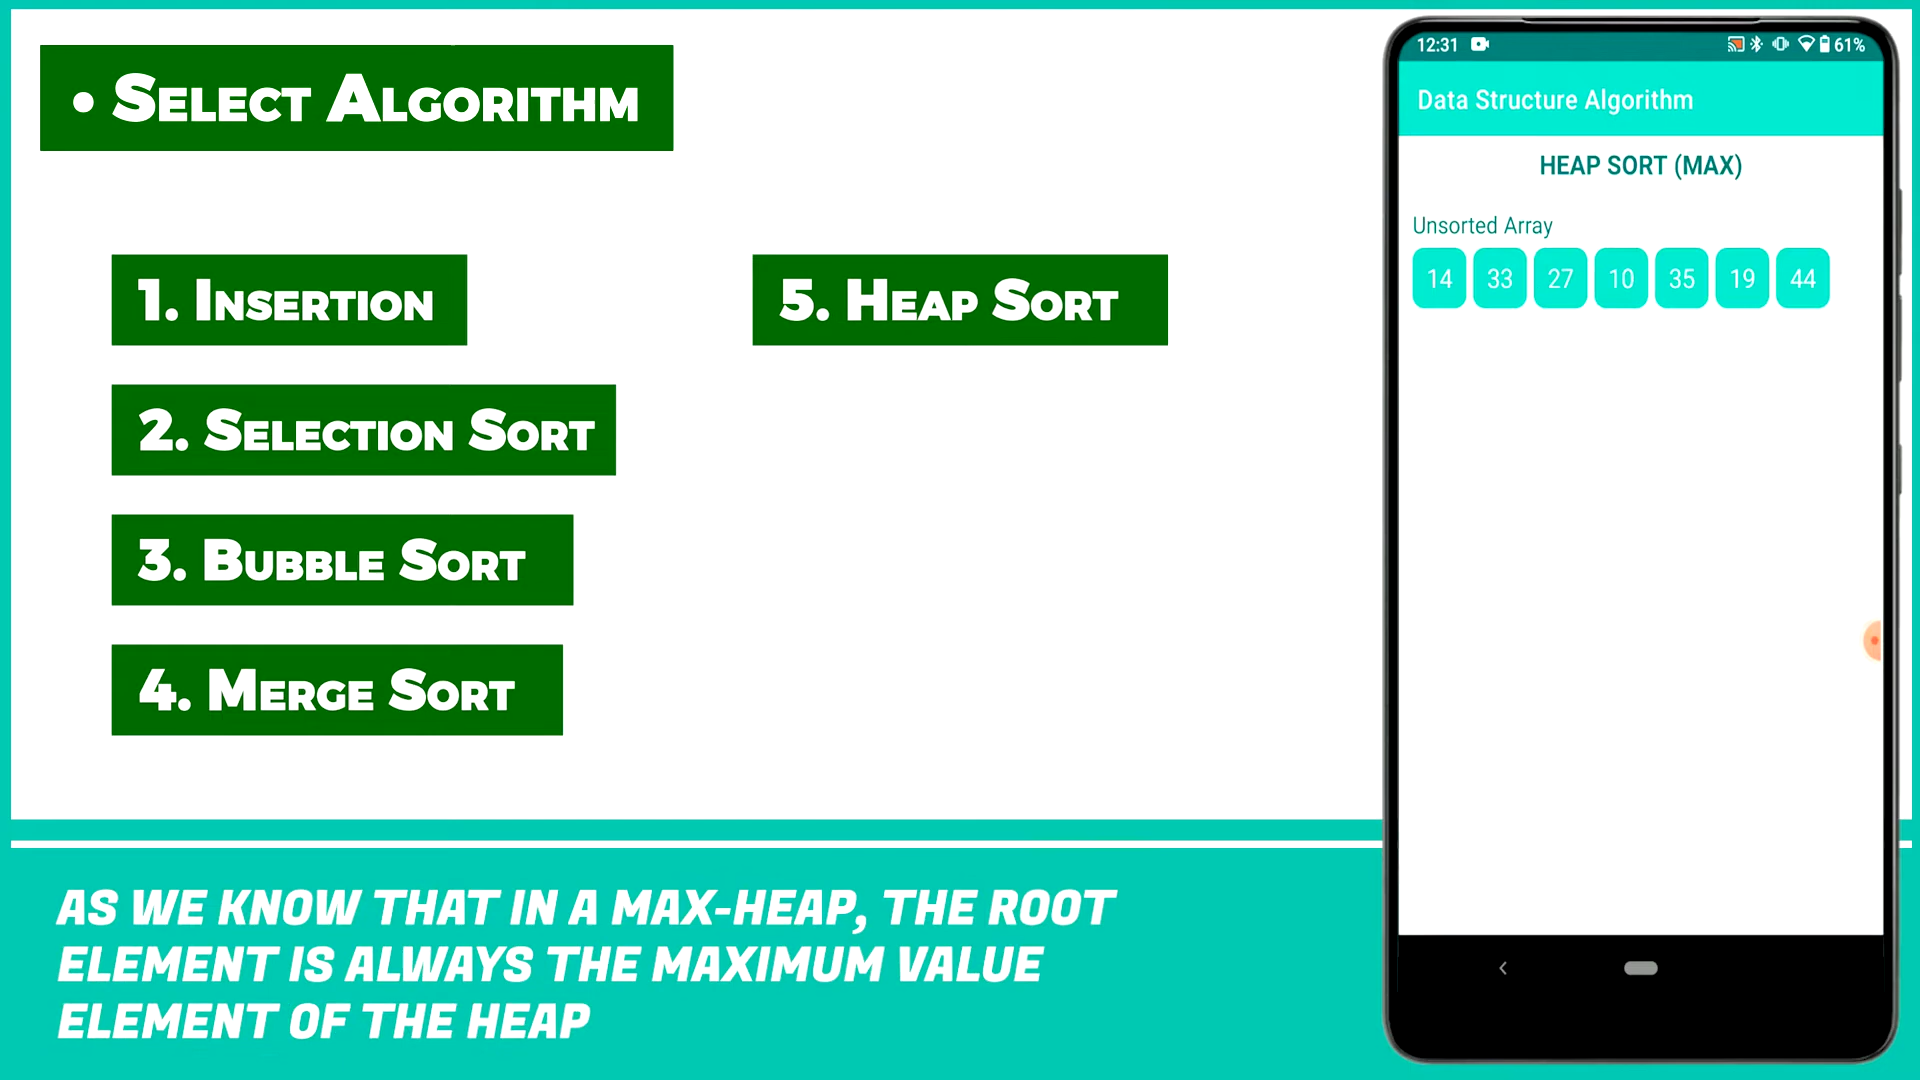 • Select Algorithm
1. Insertion
2. Selection Sort
3. Bubble Sort
4. Merge Sort
5. Heap Sort
AS WE KNOW THAT IN A MAX-HEAP, THE ROOT
ELEMENT IS ALWAYS THE MAXIMUM VALUE
ELEMENT OF THE HEAP
12:31 61%
Data Structure Algorithm
HEAP SORT (MAX)
Unsorted Array
14 33 27 10 35 19 44